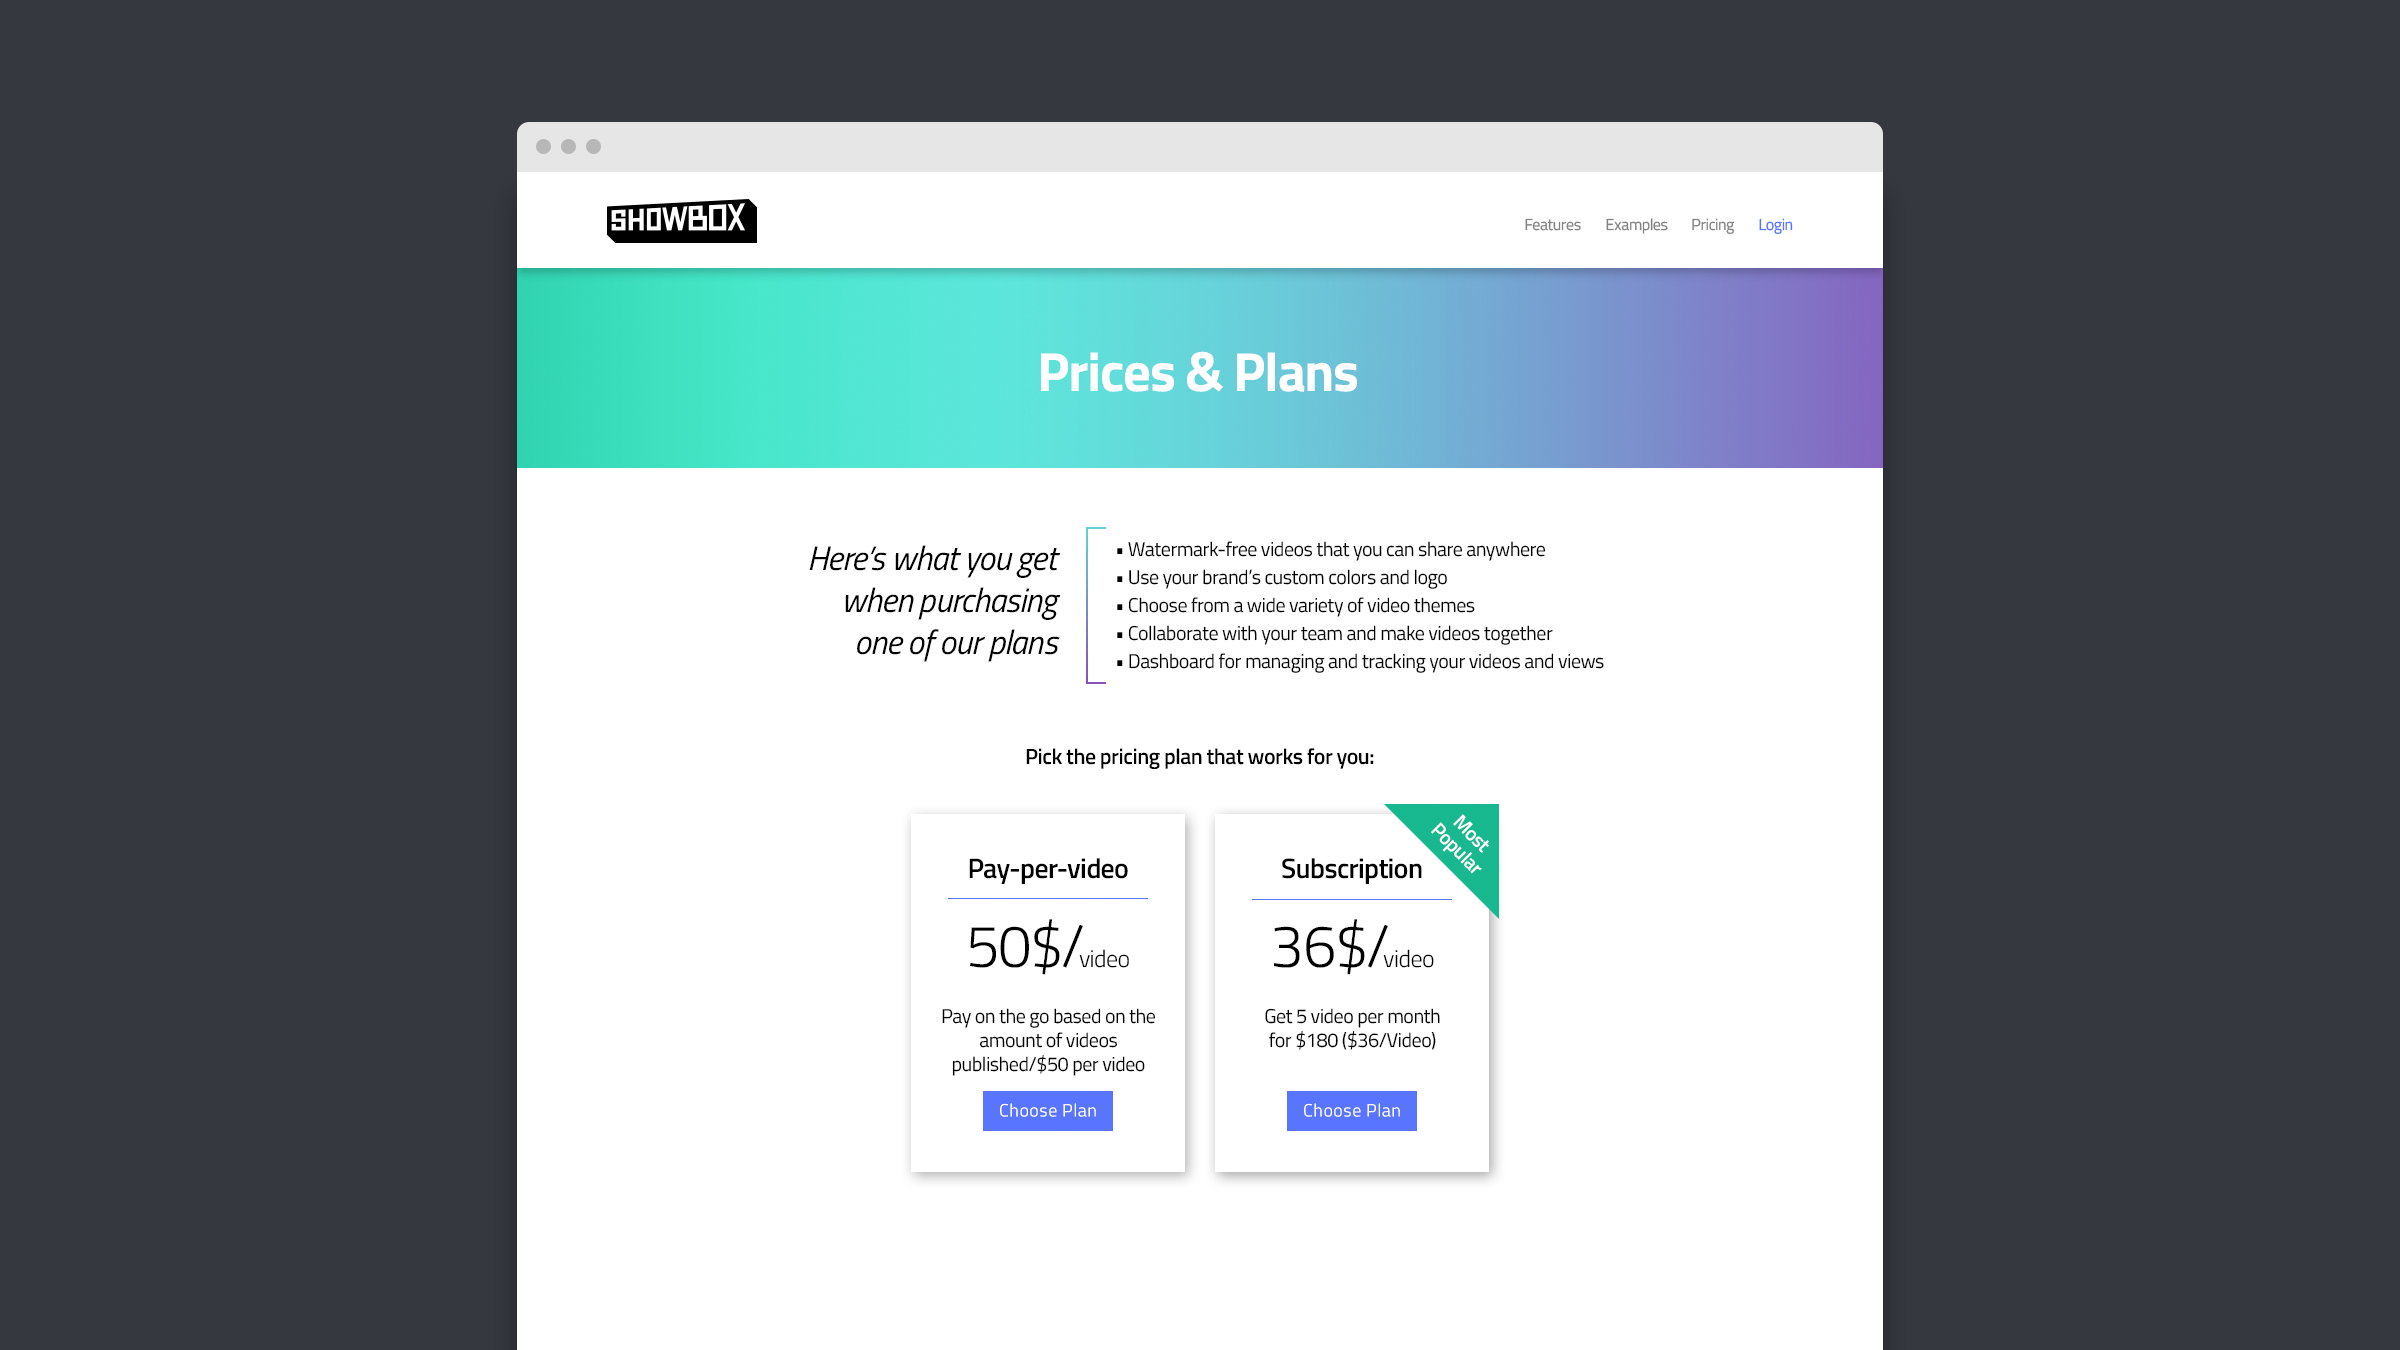 SHOWBOX
Features Examples Pricing Login
Prices & Plans
Here's what you get
when purchasing
one of our plans
▪ Watermark-free videos that you can share anywhere
▪ Use your brand's custom colors and logo
▪ Choose from a wide variety of video themes
▪ Collaborate with your team and make videos together
▪ Dashboard for managing and tracking your videos and views
Pick the pricing plan that works for you:
Pay-per-video
50$/video
Pay on the go based on the
amount of videos
published/$50 per video
Choose Plan
Most
Popular
Subscription
36$/video
Get 5 video per month
for $180 ($36/Video)
Choose Plan